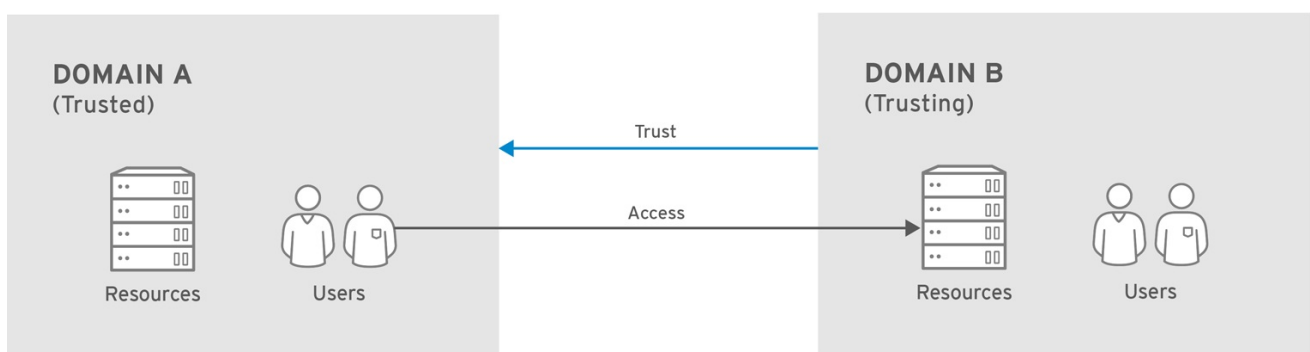 DOMAIN A
(Trusted)
Resources
Users
Trust
Access
DOMAIN B
(Trusting)
Resources
Users